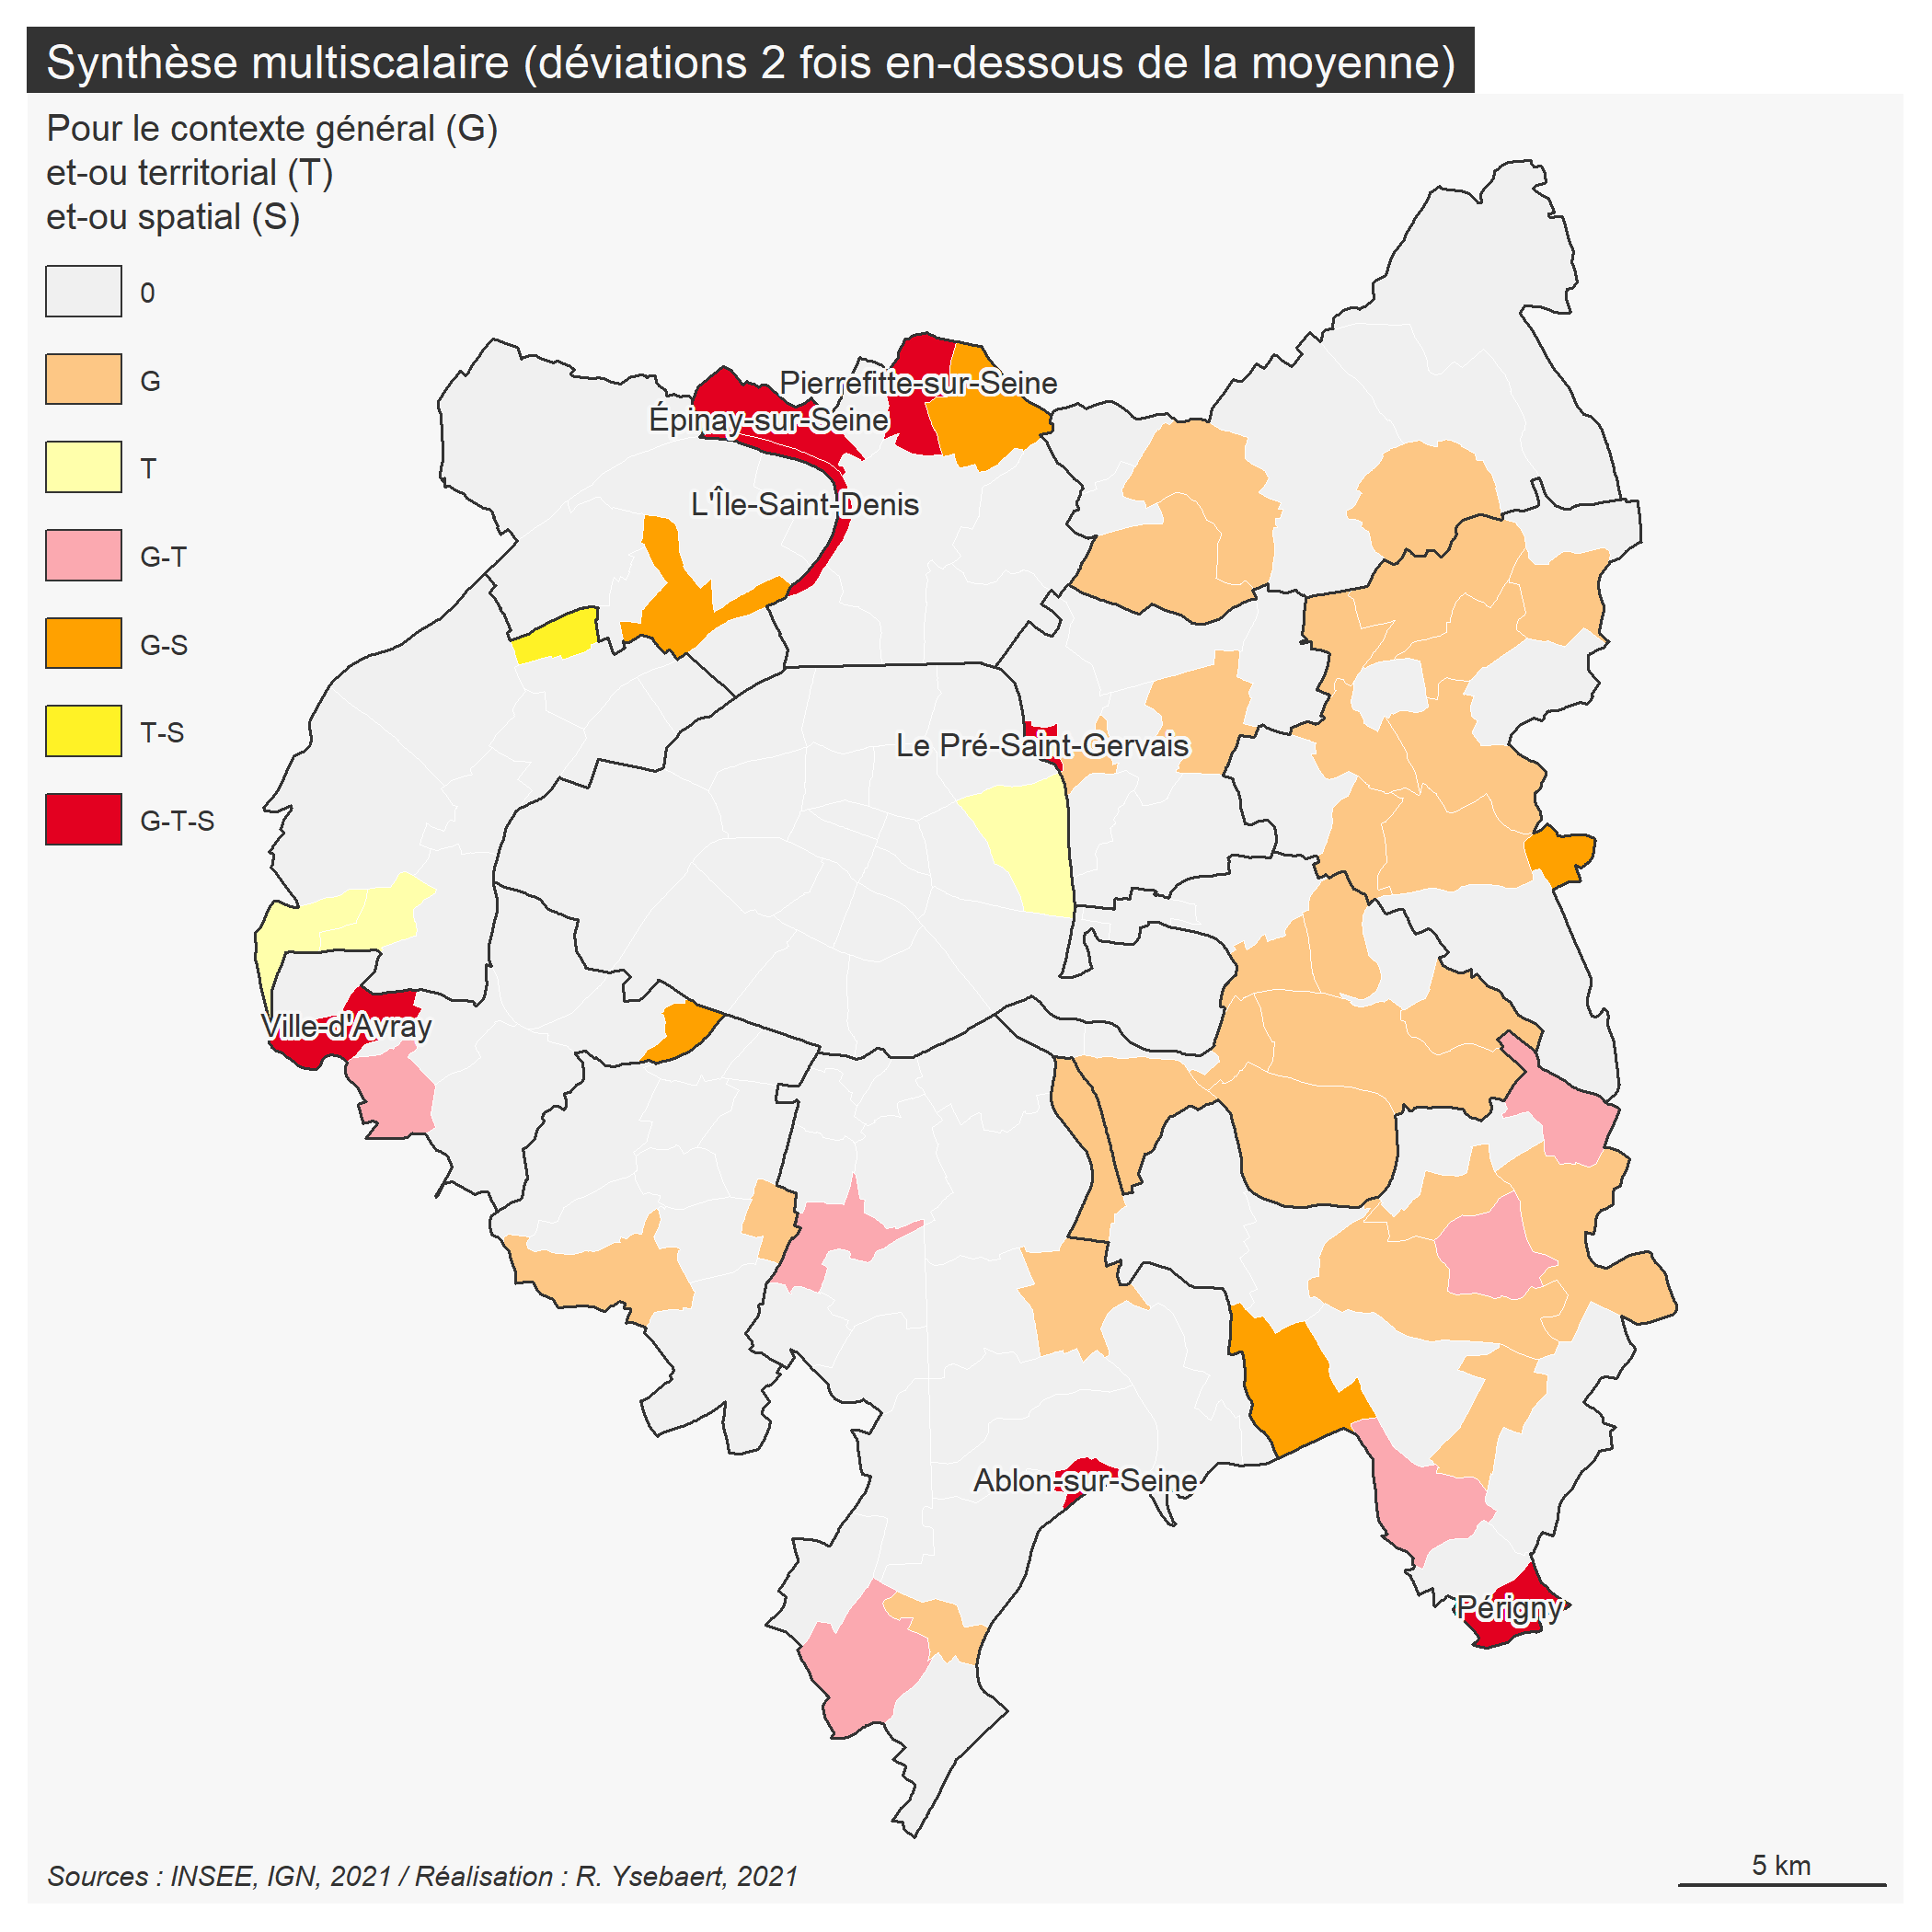 Synthèse multiscalaire (déviations 2 fois en-dessous de la moyenne)
Pour le contexte général (G)
et-ou territorial (T)
et-ou spatial (S)
0
G
T
G-T
G-S
T-S
G-T-S
Pierrefitte-sur-Seine
Épinay-sur-Seine
L'Île-Saint-Denis
Le Pré-Saint-Gervais
Ville-d'Avray
Ablon-sur-Seine
Périgny
Sources : INSEE, IGN, 2021 / Réalisation : R. Ysebaert, 2021
5 km